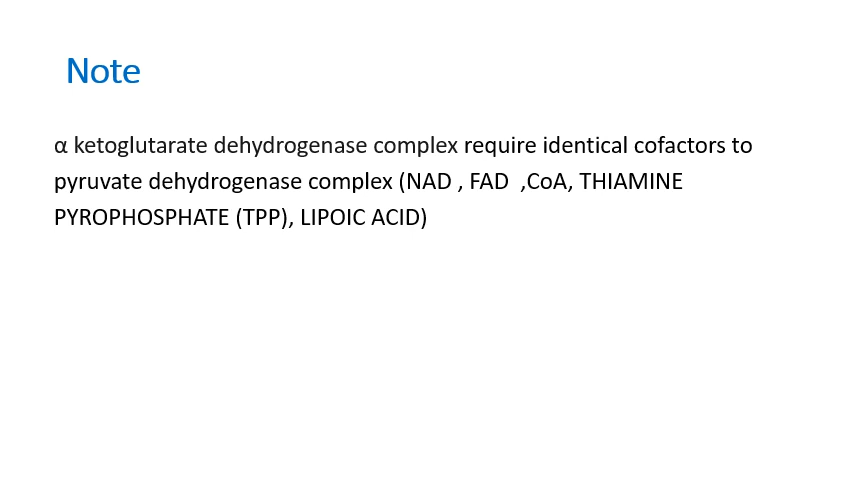 Note
α ketoglutarate dehydrogenase complex require identical cofactors to
pyruvate dehydrogenase complex (NAD , FAD  ,CoA, THIAMINE
PYROPHOSPHATE (TPP), LIPOIC ACID)